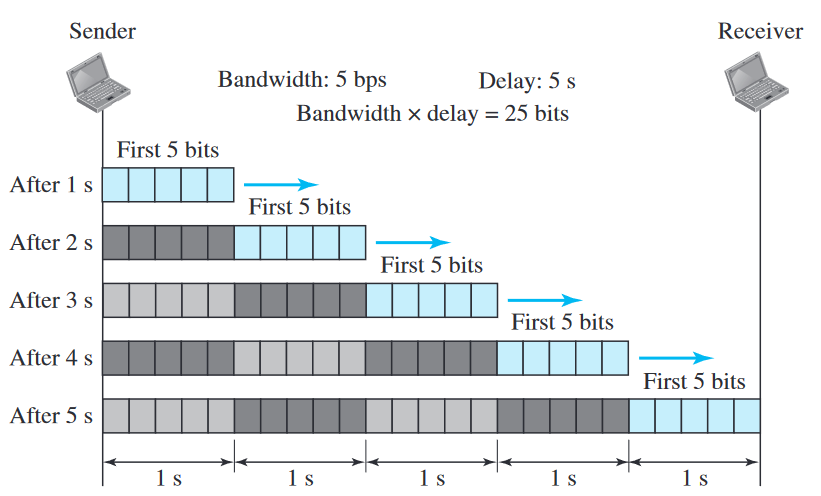 Sender
Receiver
Bandwidth: 5 bps
Delay: 5 s
Bandwidth × delay = 25 bits
First 5 bits
After 1 s
First 5 bits
After 2 s
First 5 bits
After 3 s
First 5 bits
After 4 s
First 5 bits
After 5 s
1 s
1 s
1 s
1 s
1 s